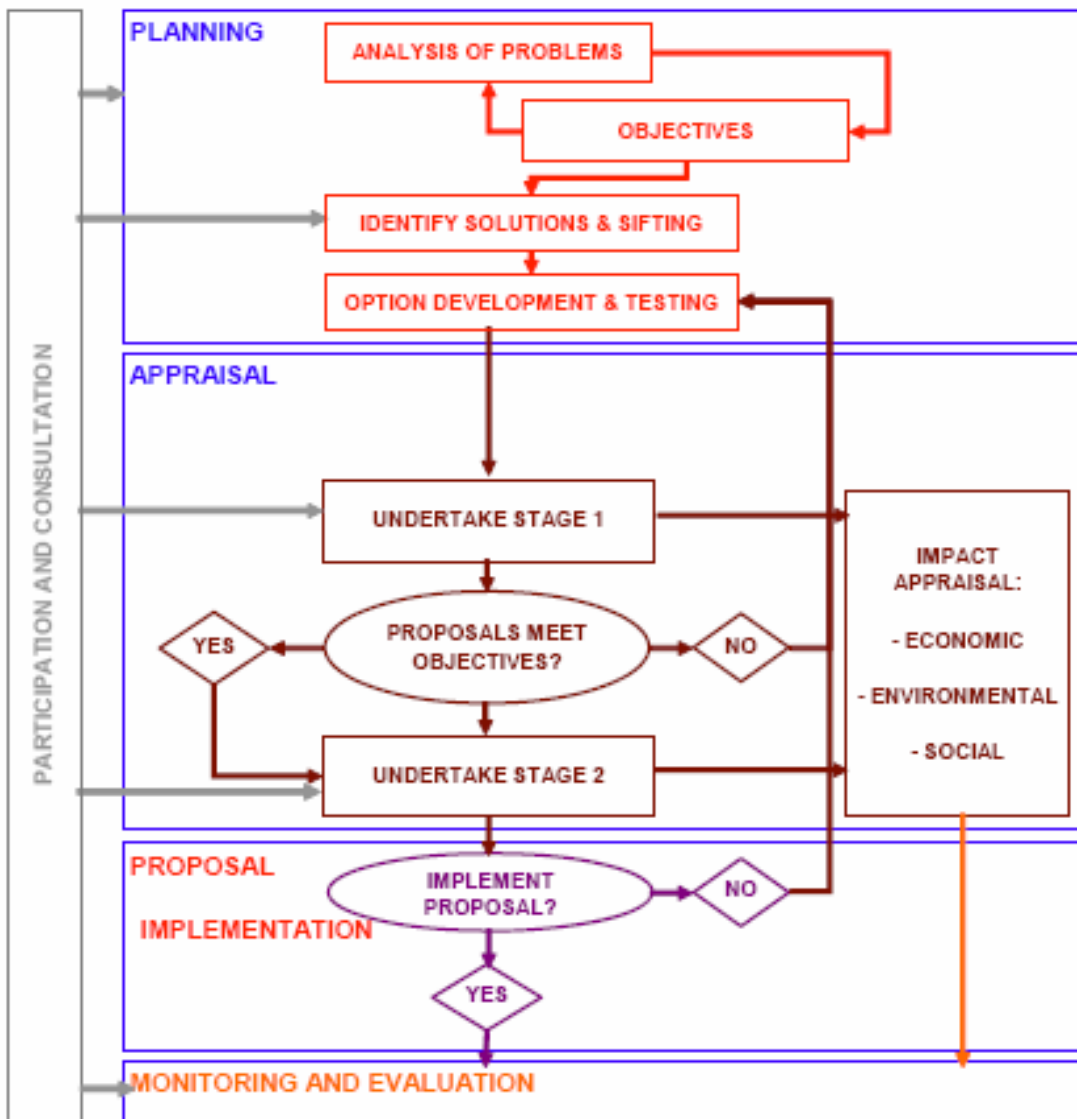 PARTICIPATION AND CONSULTATION
PLANNING
ANALYSIS OF PROBLEMS
OBJECTIVES
IDENTIFY SOLUTIONS & SIFTING
OPTION DEVELOPMENT & TESTING
APPRAISAL
UNDERTAKE STAGE 1
IMPACT
APPRAISAL:
- ECONOMIC
- ENVIRONMENTAL
- SOCIAL
YES
PROPOSALS MEET
OBJECTIVES?
NO
UNDERTAKE STAGE 2
PROPOSAL
IMPLEMENTATION
IMPLEMENT
PROPOSAL?
NO
YES
MONITORING AND EVALUATION